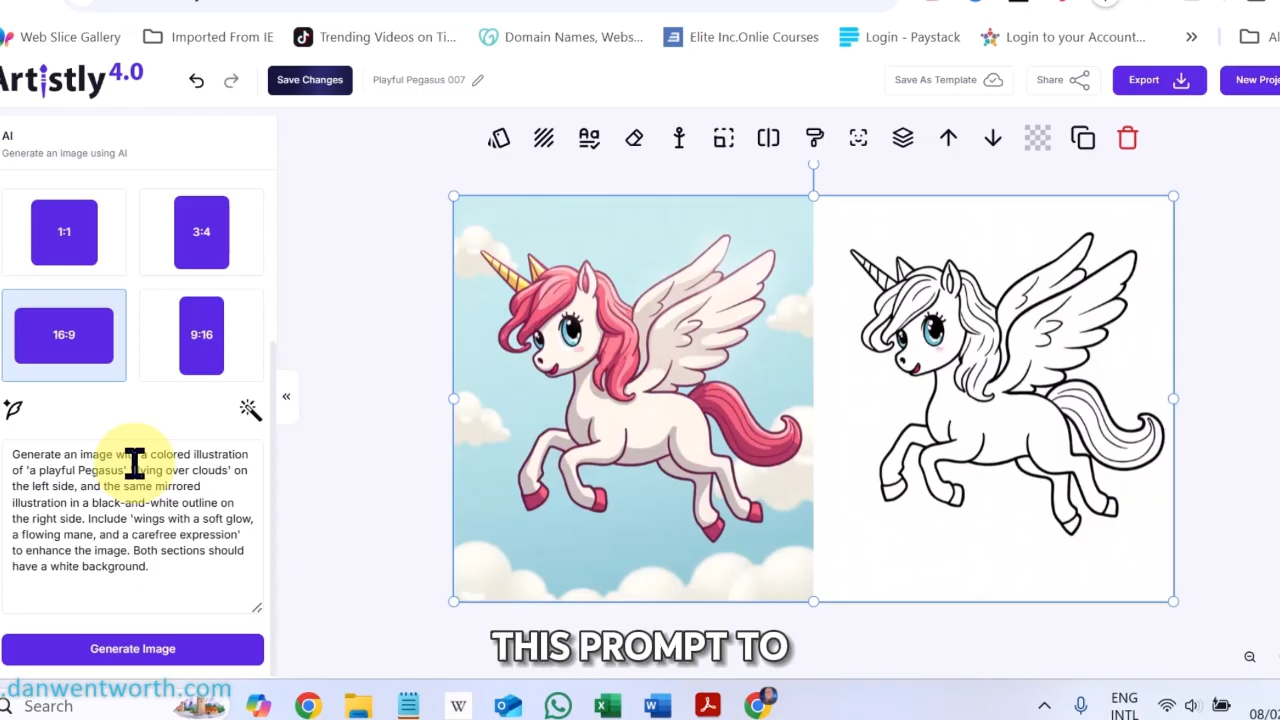 Web Slice Gallery
Imported From IE
Trending Videos on Ti...
Domain Names, Webs...
Elite Inc.Onlie Courses
Login - Paystack
Login to your Account...
Artistly 4.0
Save Changes
Playful Pegasus 007
Save As Template
Share
Export
New Proj
AI
Generate an image using AI
1:1
3:4
16:9
9:16
Generate an image with a colored illustration
of 'a playful Pegasus' 'flying over clouds' on
the left side, and the same mirrored
illustration in a black-and-white outline on
the right side. Include 'wings with a soft glow,
a flowing mane, and a carefree expression'
to enhance the image. Both sections should
have a white background.
Generate Image
THIS PROMPT TO
.danwentworth.com
Search
ENG
INTL
08/02